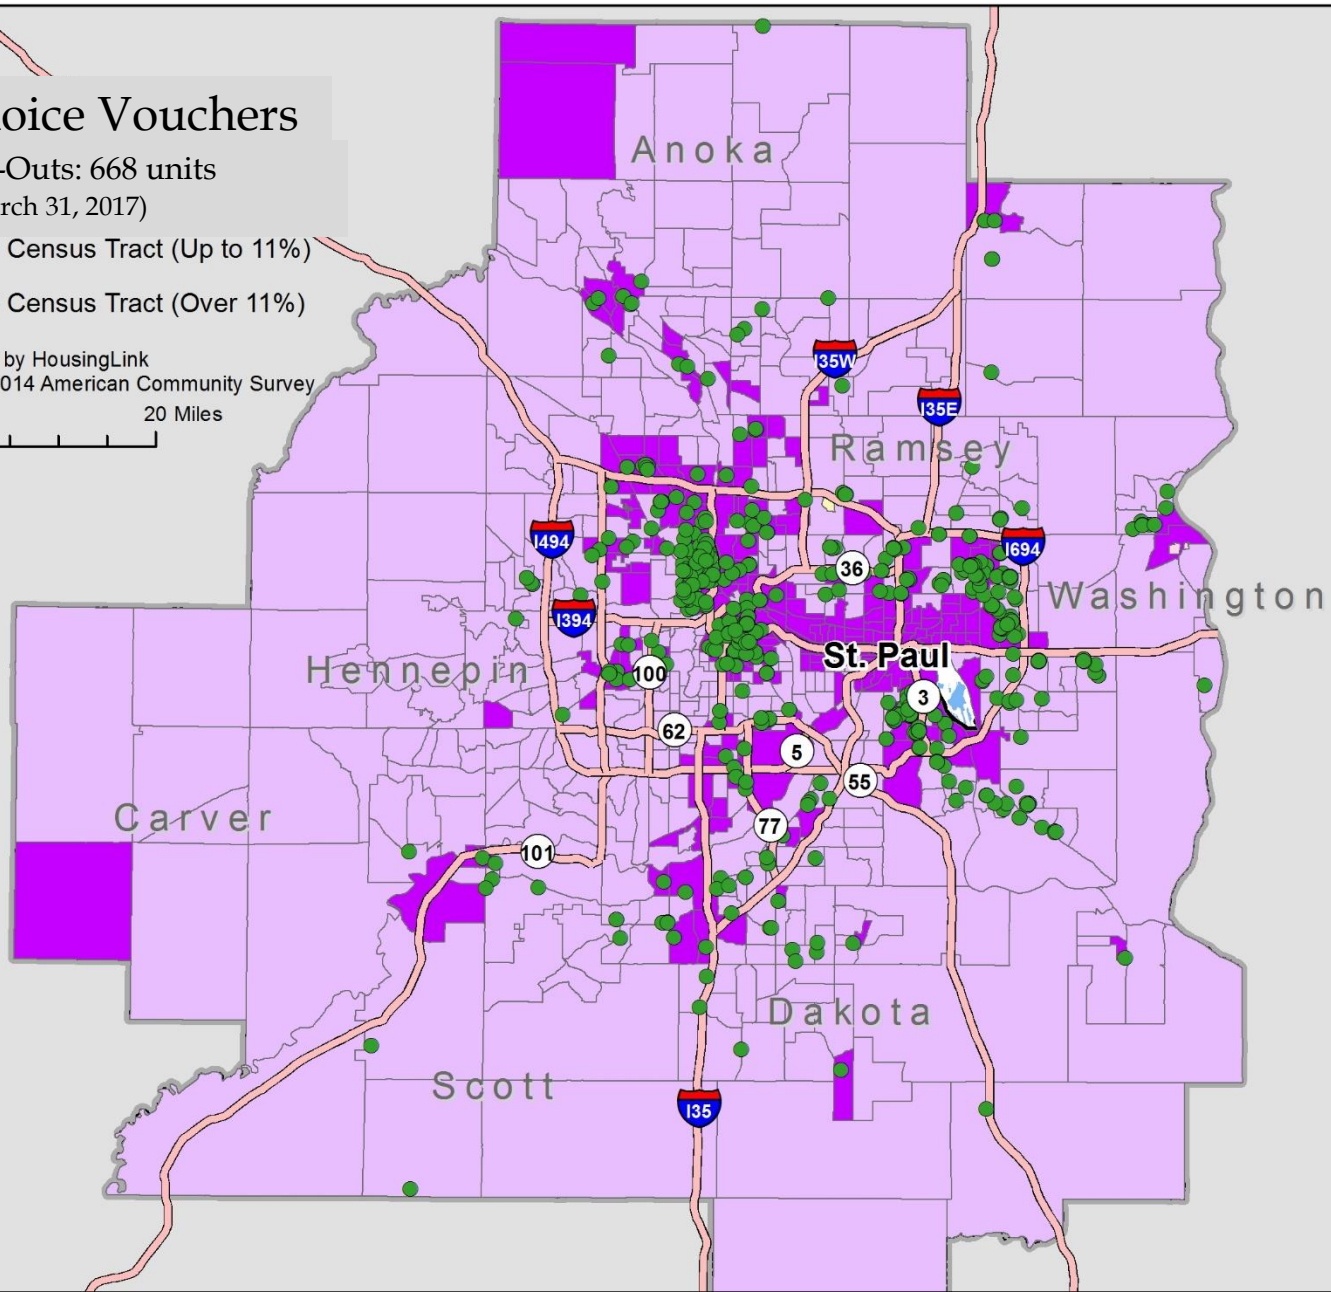 oice Vouchers
-Outs: 668 units
rch 31, 2017)
Census Tract (Up to 11%)
Census Tract (Over 11%)
by HousingLink
014 American Community Survey
20 Miles
Anoka
I35W
I35E
Ramsey
I494
I694
36
I394
Washington
St. Paul
Hennepin
100
3
62
5
55
Carver
77
101
Dakota
Scott
I35